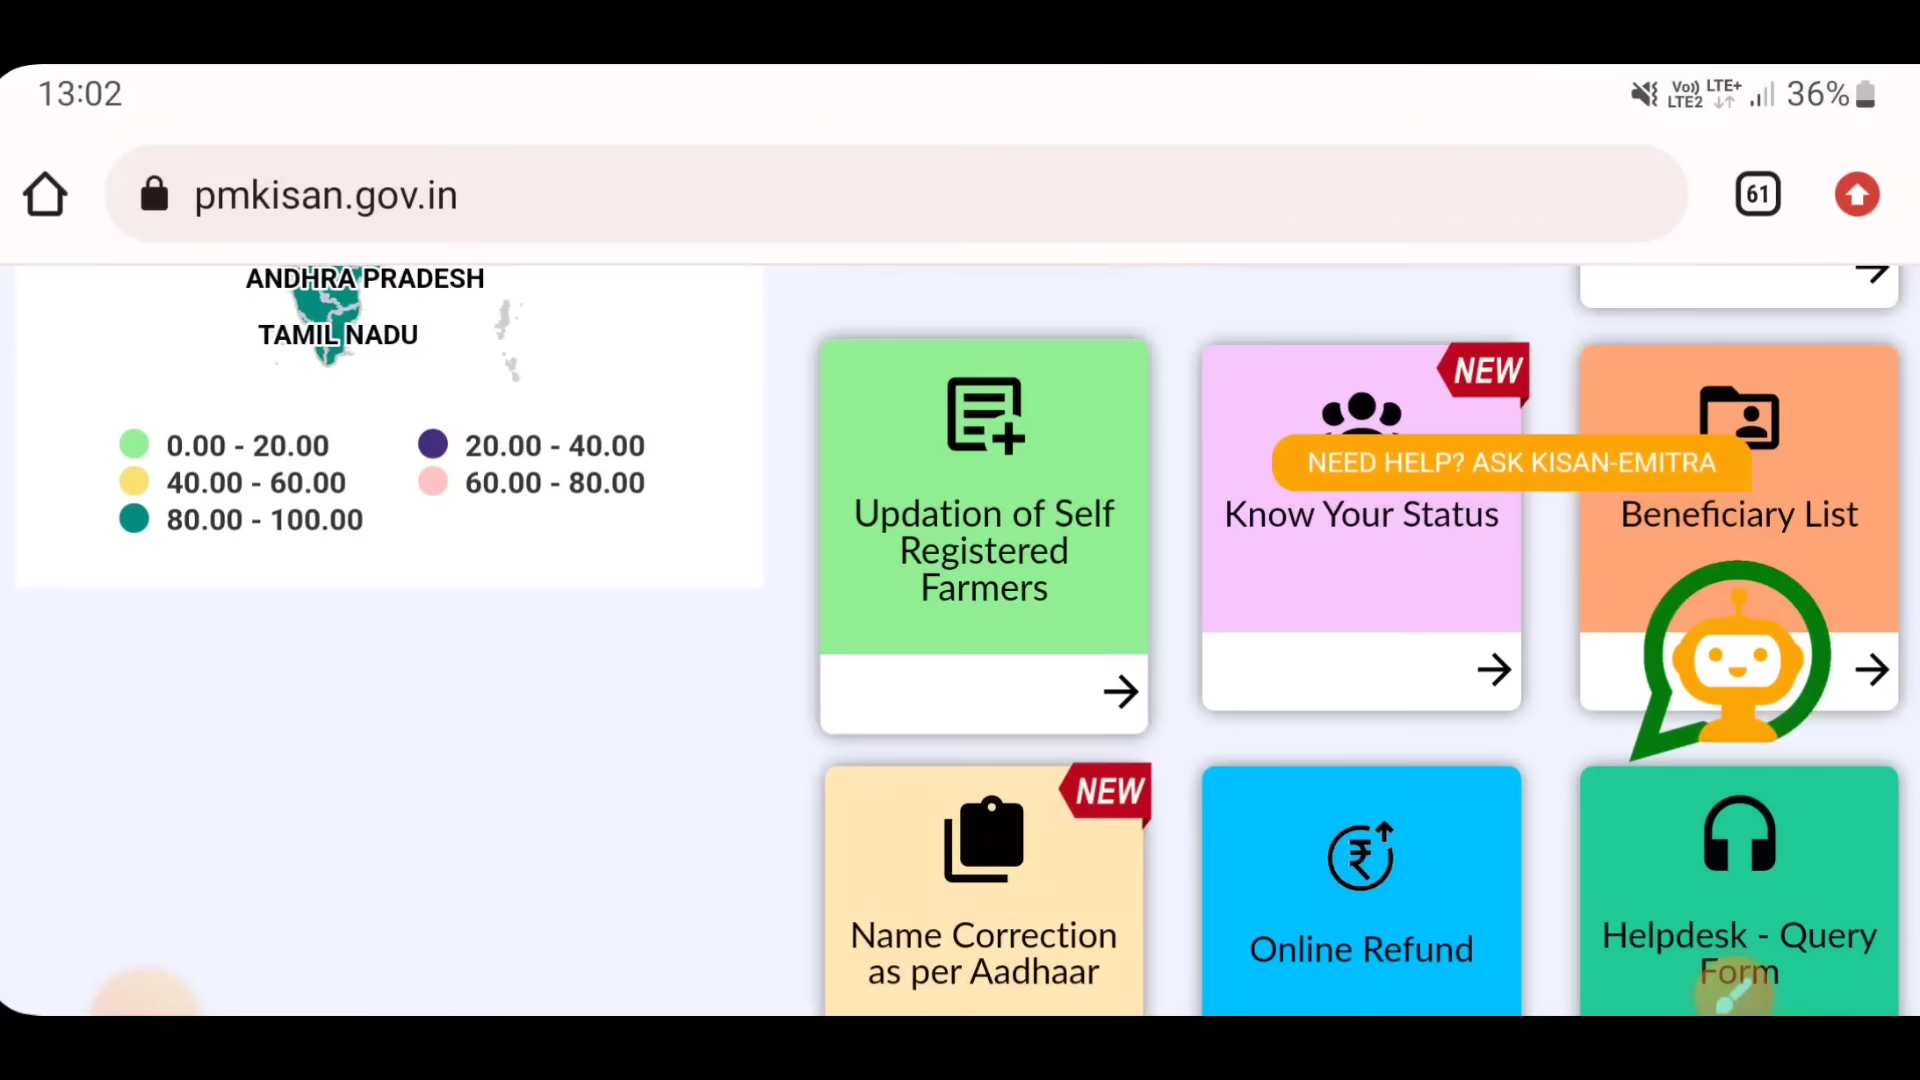 13:02
Vo)) LTE+
LTE2
36%
pmkisan.gov.in
61
ANDHRA PRADESH
TAMIL NADU
0.00 - 20.00
20.00 - 40.00
40.00 - 60.00
60.00 - 80.00
80.00 - 100.00
Updation of Self
Registered
Farmers
NEW
NEED HELP? ASK KISAN-EMITRA
Know Your Status
Beneficiary List
NEW
Name Correction
as per Aadhaar
Online Refund
Helpdesk - Query
Form